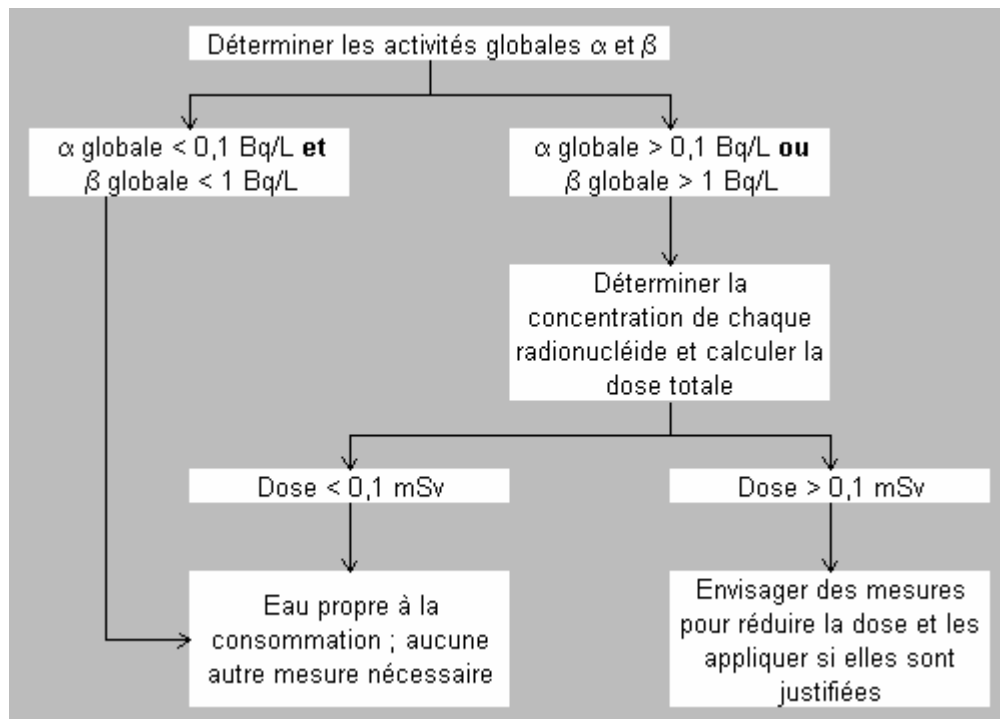 Déterminer les activités globales α et β
α globale < 0,1 Bq/L et
β globale < 1 Bq/L
α globale > 0,1 Bq/L ou
β globale > 1 Bq/L
Déterminer la
concentration de chaque
radionucléide et calculer la
dose totale
Dose < 0,1 mSv
Dose > 0,1 mSv
Eau propre à la
consommation ; aucune
autre mesure nécessaire
Envisager des mesures
pour réduire la dose et les
appliquer si elles sont
justifiées